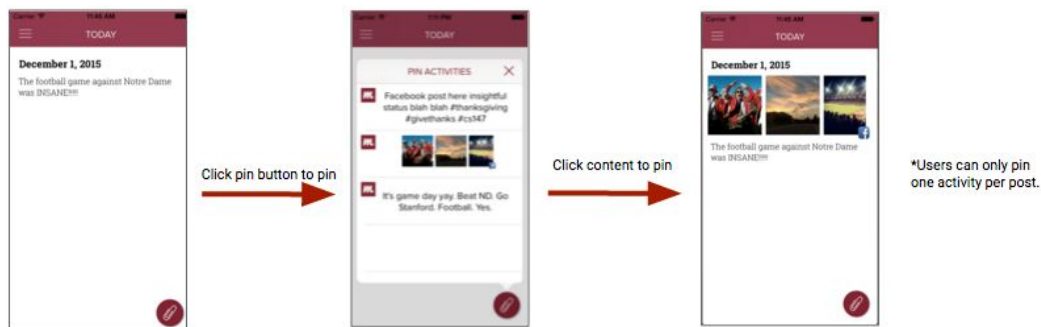 Carrier 11:45 AM
TODAY
December 1, 2015
The football game against Notre Dame
was INSANE!!!!
Click pin button to pin
Carrier
TODAY
PIN ACTIVITIES X
m.
Facebook post here insightful
status blah blah #thanksgiving
#givethanks #cs147
m.
m.
It's game day yay. Beat ND. Go
Stanford. Football. Yes.
Click content to pin
Carrier 11:45 AM
TODAY
December 1, 2015
f
The football game against Notre Dame
was INSANE!!!!
*Users can only pin
one activity per post.